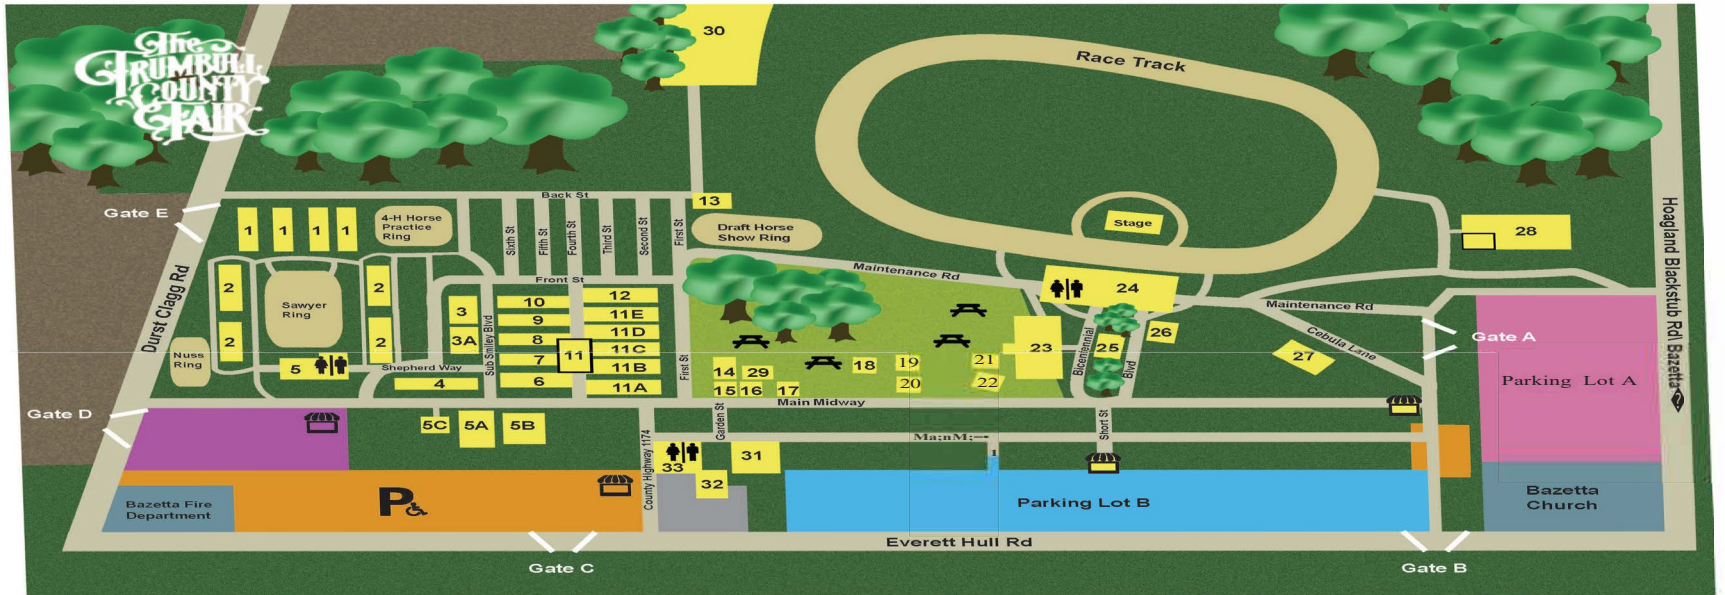 The
Trumbull
County
Fair
30
Race Track
Back St
13
Gate E
1
1
1
1
4-H Horse
Practice
Ring
Sixth St
Fifth St
Fourth St
Third St
Second St
First St
Draft Horse
Show Ring
Stage
28
Hoagland Blackstub Rd\ Bazetta
Durst Clagg Rd
2
2
Sawyer
Ring
2
2
Front St
Maintenance Rd
24
Maintenance Rd
3
3A
Sub Smiley Blvd
10
9
8
7
6
11
12
11E
11D
11C
11B
11A
First St
23
Bicentennial
Blvd
25
26
27
Cebula Lane
Gate A
Nuss
Ring
5
Shepherd Way
4
14
29
15
16
17
18
19
20
21
22
Parking Lot A
Gate D
Main Midway
5C
5A
5B
County Highway 1174
Garden St
Ma;nM;--
1
Short St
33
31
32
Bazetta Fire
Department
P
Parking Lot B
Bazetta
Church
Everett Hull Rd
Gate C
Gate B